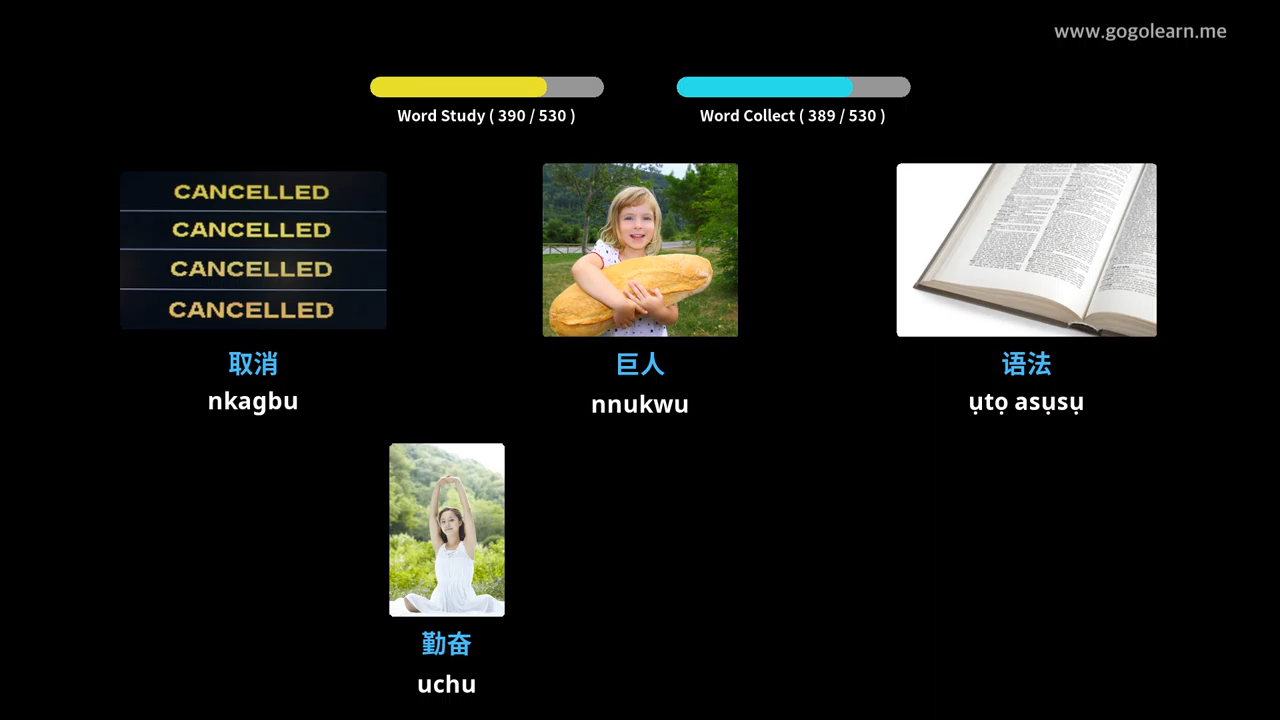 www.gogolearn.me
Word Study ( 390 / 530 )
Word Collect ( 389 / 530 )
CANCELLED
CANCELLED
CANCELLED
CANCELLED
取消
nkagbu
巨人
nnukwu
语法
ụtọ asụsụ
勤奋
uchu